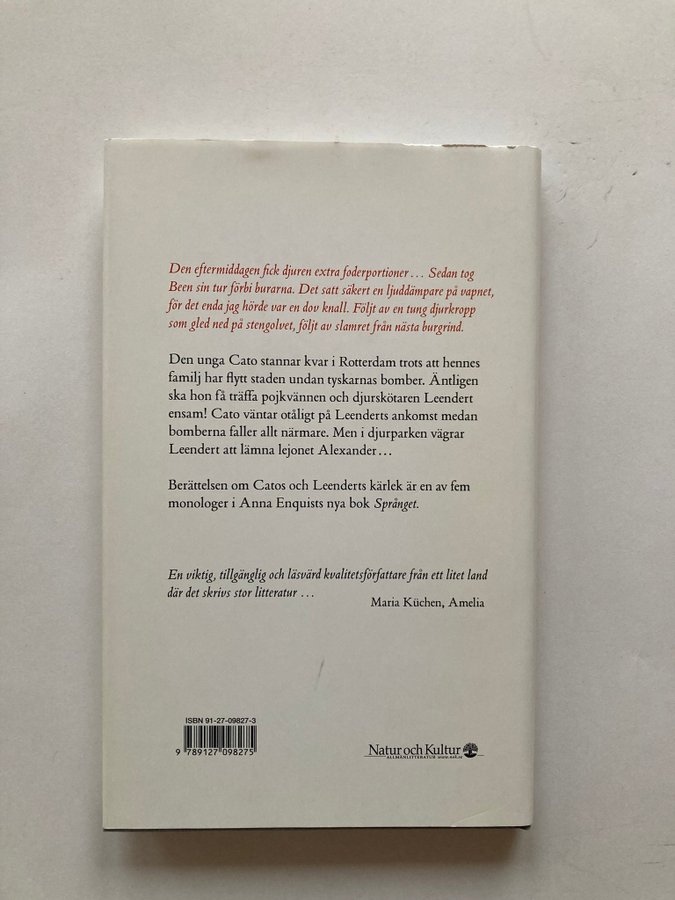 Den eftermiddagen fick djuren extra foderportioner… Sedan tog
Been sin tur förbi burarna. Det satt säkert en ljuddämpare på vapnet,
för det enda jag hörde var en dov knall. Följt av en tung djurkropp
som gled ned på stengolvet, följt av slamret från nästa burgrind.
Den unga Cato stannar kvar i Rotterdam trots att hennes
familj har flytt staden undan tyskarnas bomber. Äntligen
ska hon få träffa pojkvännen och djurskötaren Leendert
ensam! Cato väntar otåligt på Leenderts ankomst medan
bomberna faller allt närmare. Men i djurparken vägrar
Leendert att lämna lejonet Alexander…
Berättelsen om Catos och Leenderts kärlek är en av fem
monologer i Anna Enquists nya bok Språnget.
En viktig, tillgänglig och läsvärd kvalitetsförfattare från ett litet land
där det skrivs stor litteratur …
Maria Küchen, Amelia
ISBN 91-27-09827-3
9 789127 098275
Natur och Kultur
ALLMÄNLITTERATUR www.nok.se